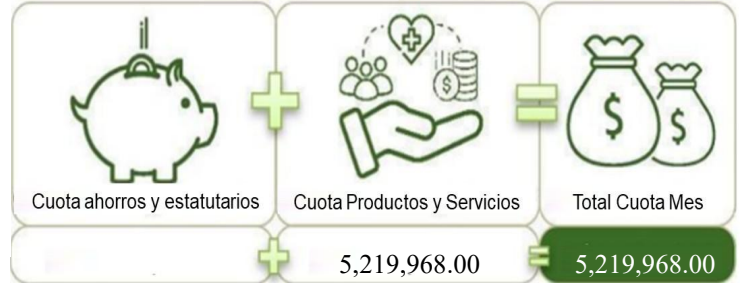 $ $ $
Cuota ahorros y estatutarios Cuota Productos y Servicios Total Cuota Mes
5,219,968.00 5,219,968.00